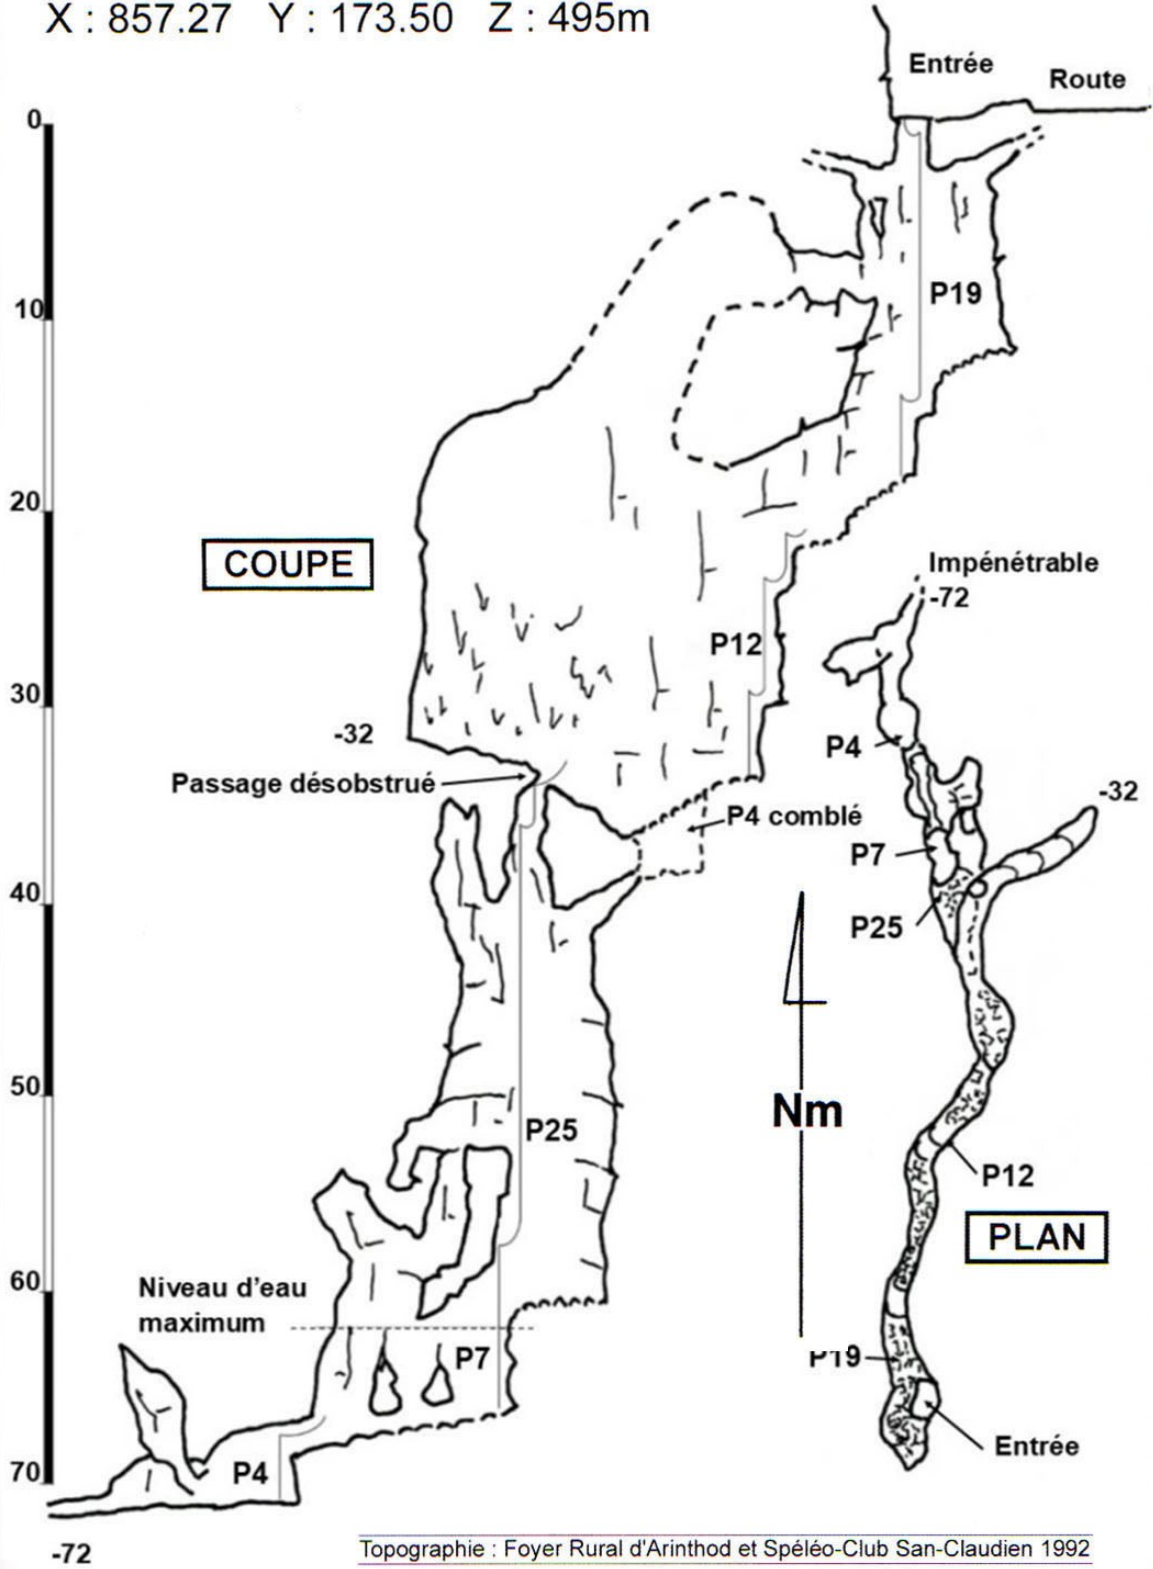 X : 857.27 Y : 173.50 Z : 495m
Entrée
Route
0
10
P19
20
COUPE
Impénétrable
-72
P12
30
-32
P4
Passage désobstrué
-32
P4 comblé
P7
40
P25
50
Nm
P25
P12
PLAN
60
Niveau d'eau
maximum
P7
P19
Entrée
70
P4
-72
Topographie : Foyer Rural d'Arinthod et Spéléo-Club San-Claudien 1992